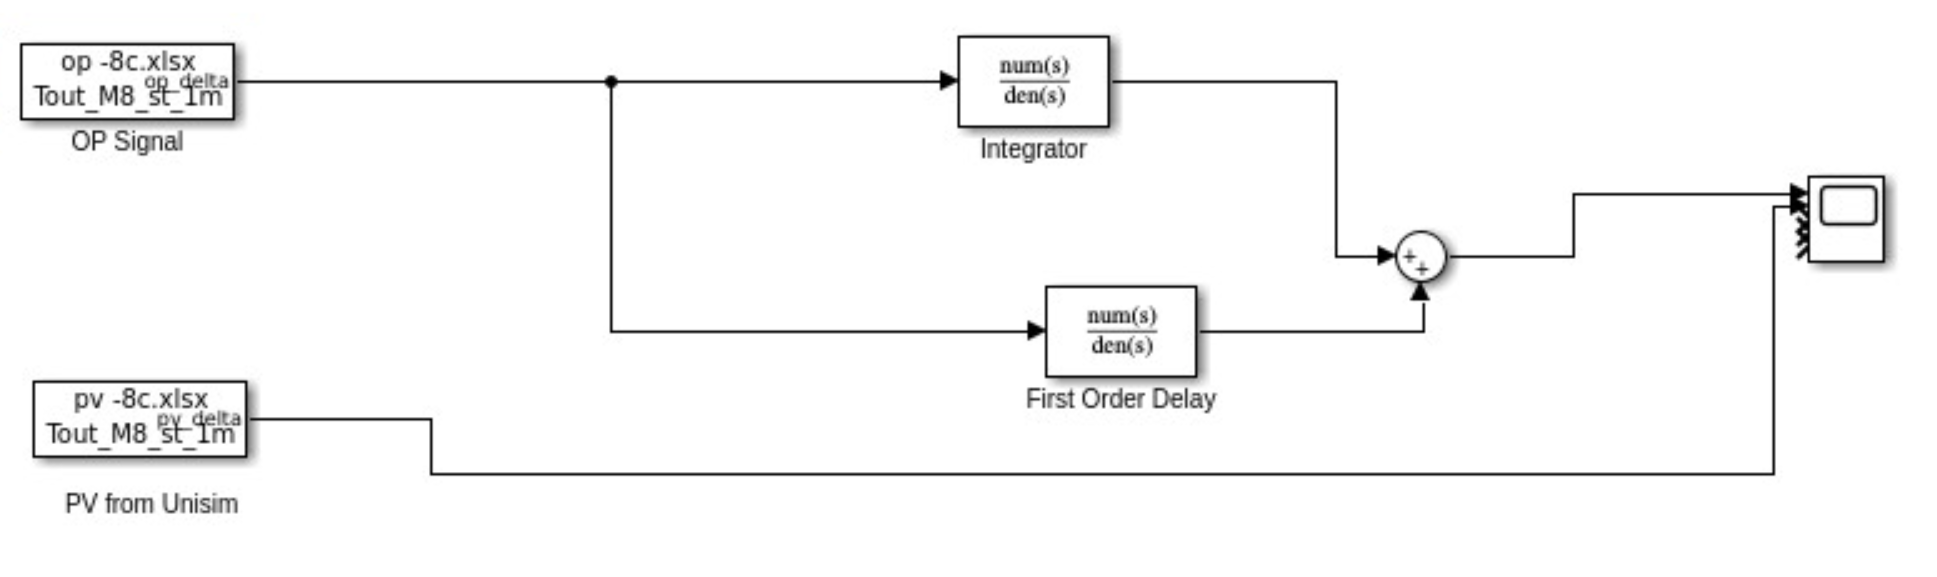 op -8c.xlsx
op_delta
Tout_M8_st_1m
OP Signal
num(s)
den(s)
Integrator
+
+
num(s)
den(s)
First Order Delay
pv -8c.xlsx
pv_delta
Tout_M8_st_1m
PV from Unisim